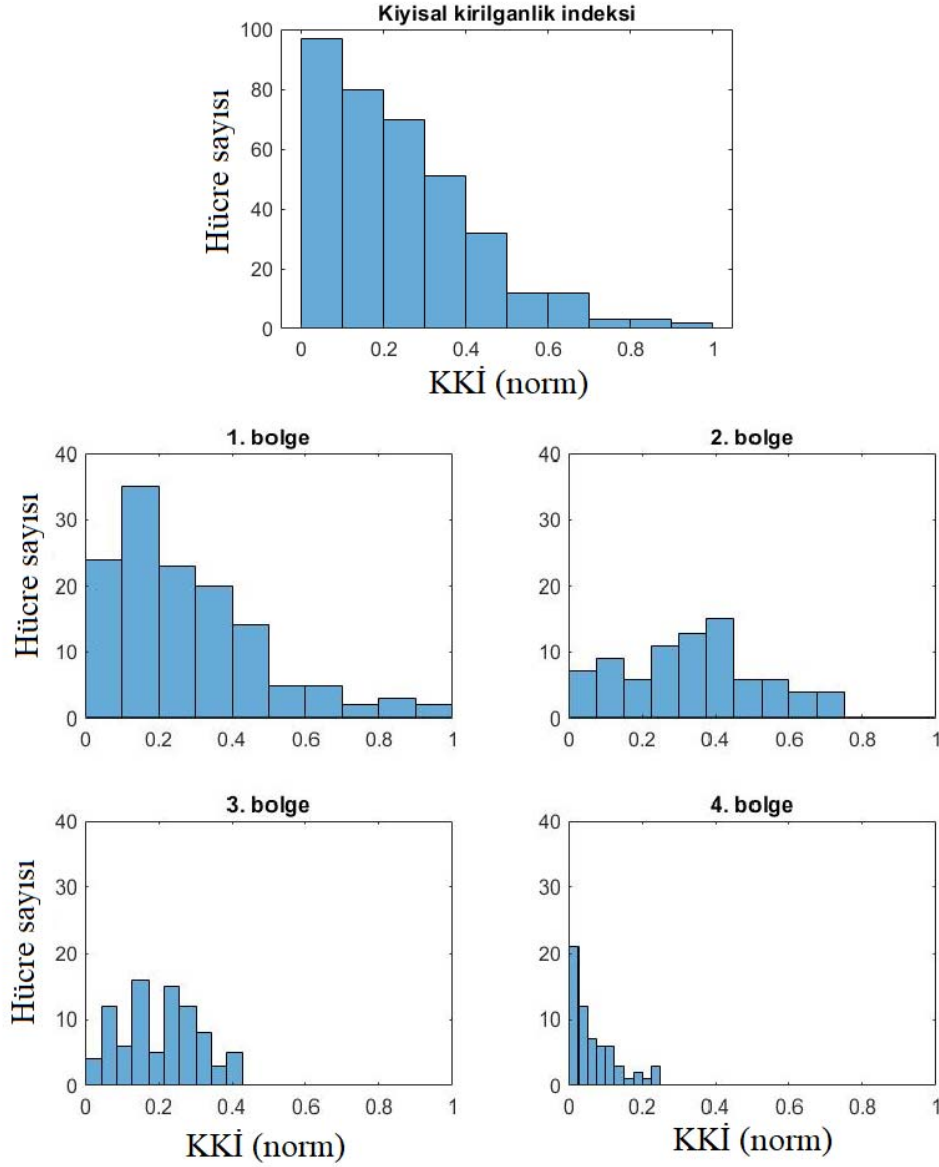 Kiyisal kirilganlik indeksi
100
80
60
40
20
0
Hücre sayısı
0 0.2 0.4 0.6 0.8 1
KKİ (norm)
1. bolge
40
30
20
10
0
Hücre sayısı
0 0.2 0.4 0.6 0.8 1
2. bolge
40
30
20
10
0
0 0.2 0.4 0.6 0.8 1
3. bolge
40
30
20
10
0
Hücre sayısı
0 0.2 0.4 0.6 0.8 1
KKİ (norm)
4. bolge
40
30
20
10
0
0 0.2 0.4 0.6 0.8 1
KKİ (norm)